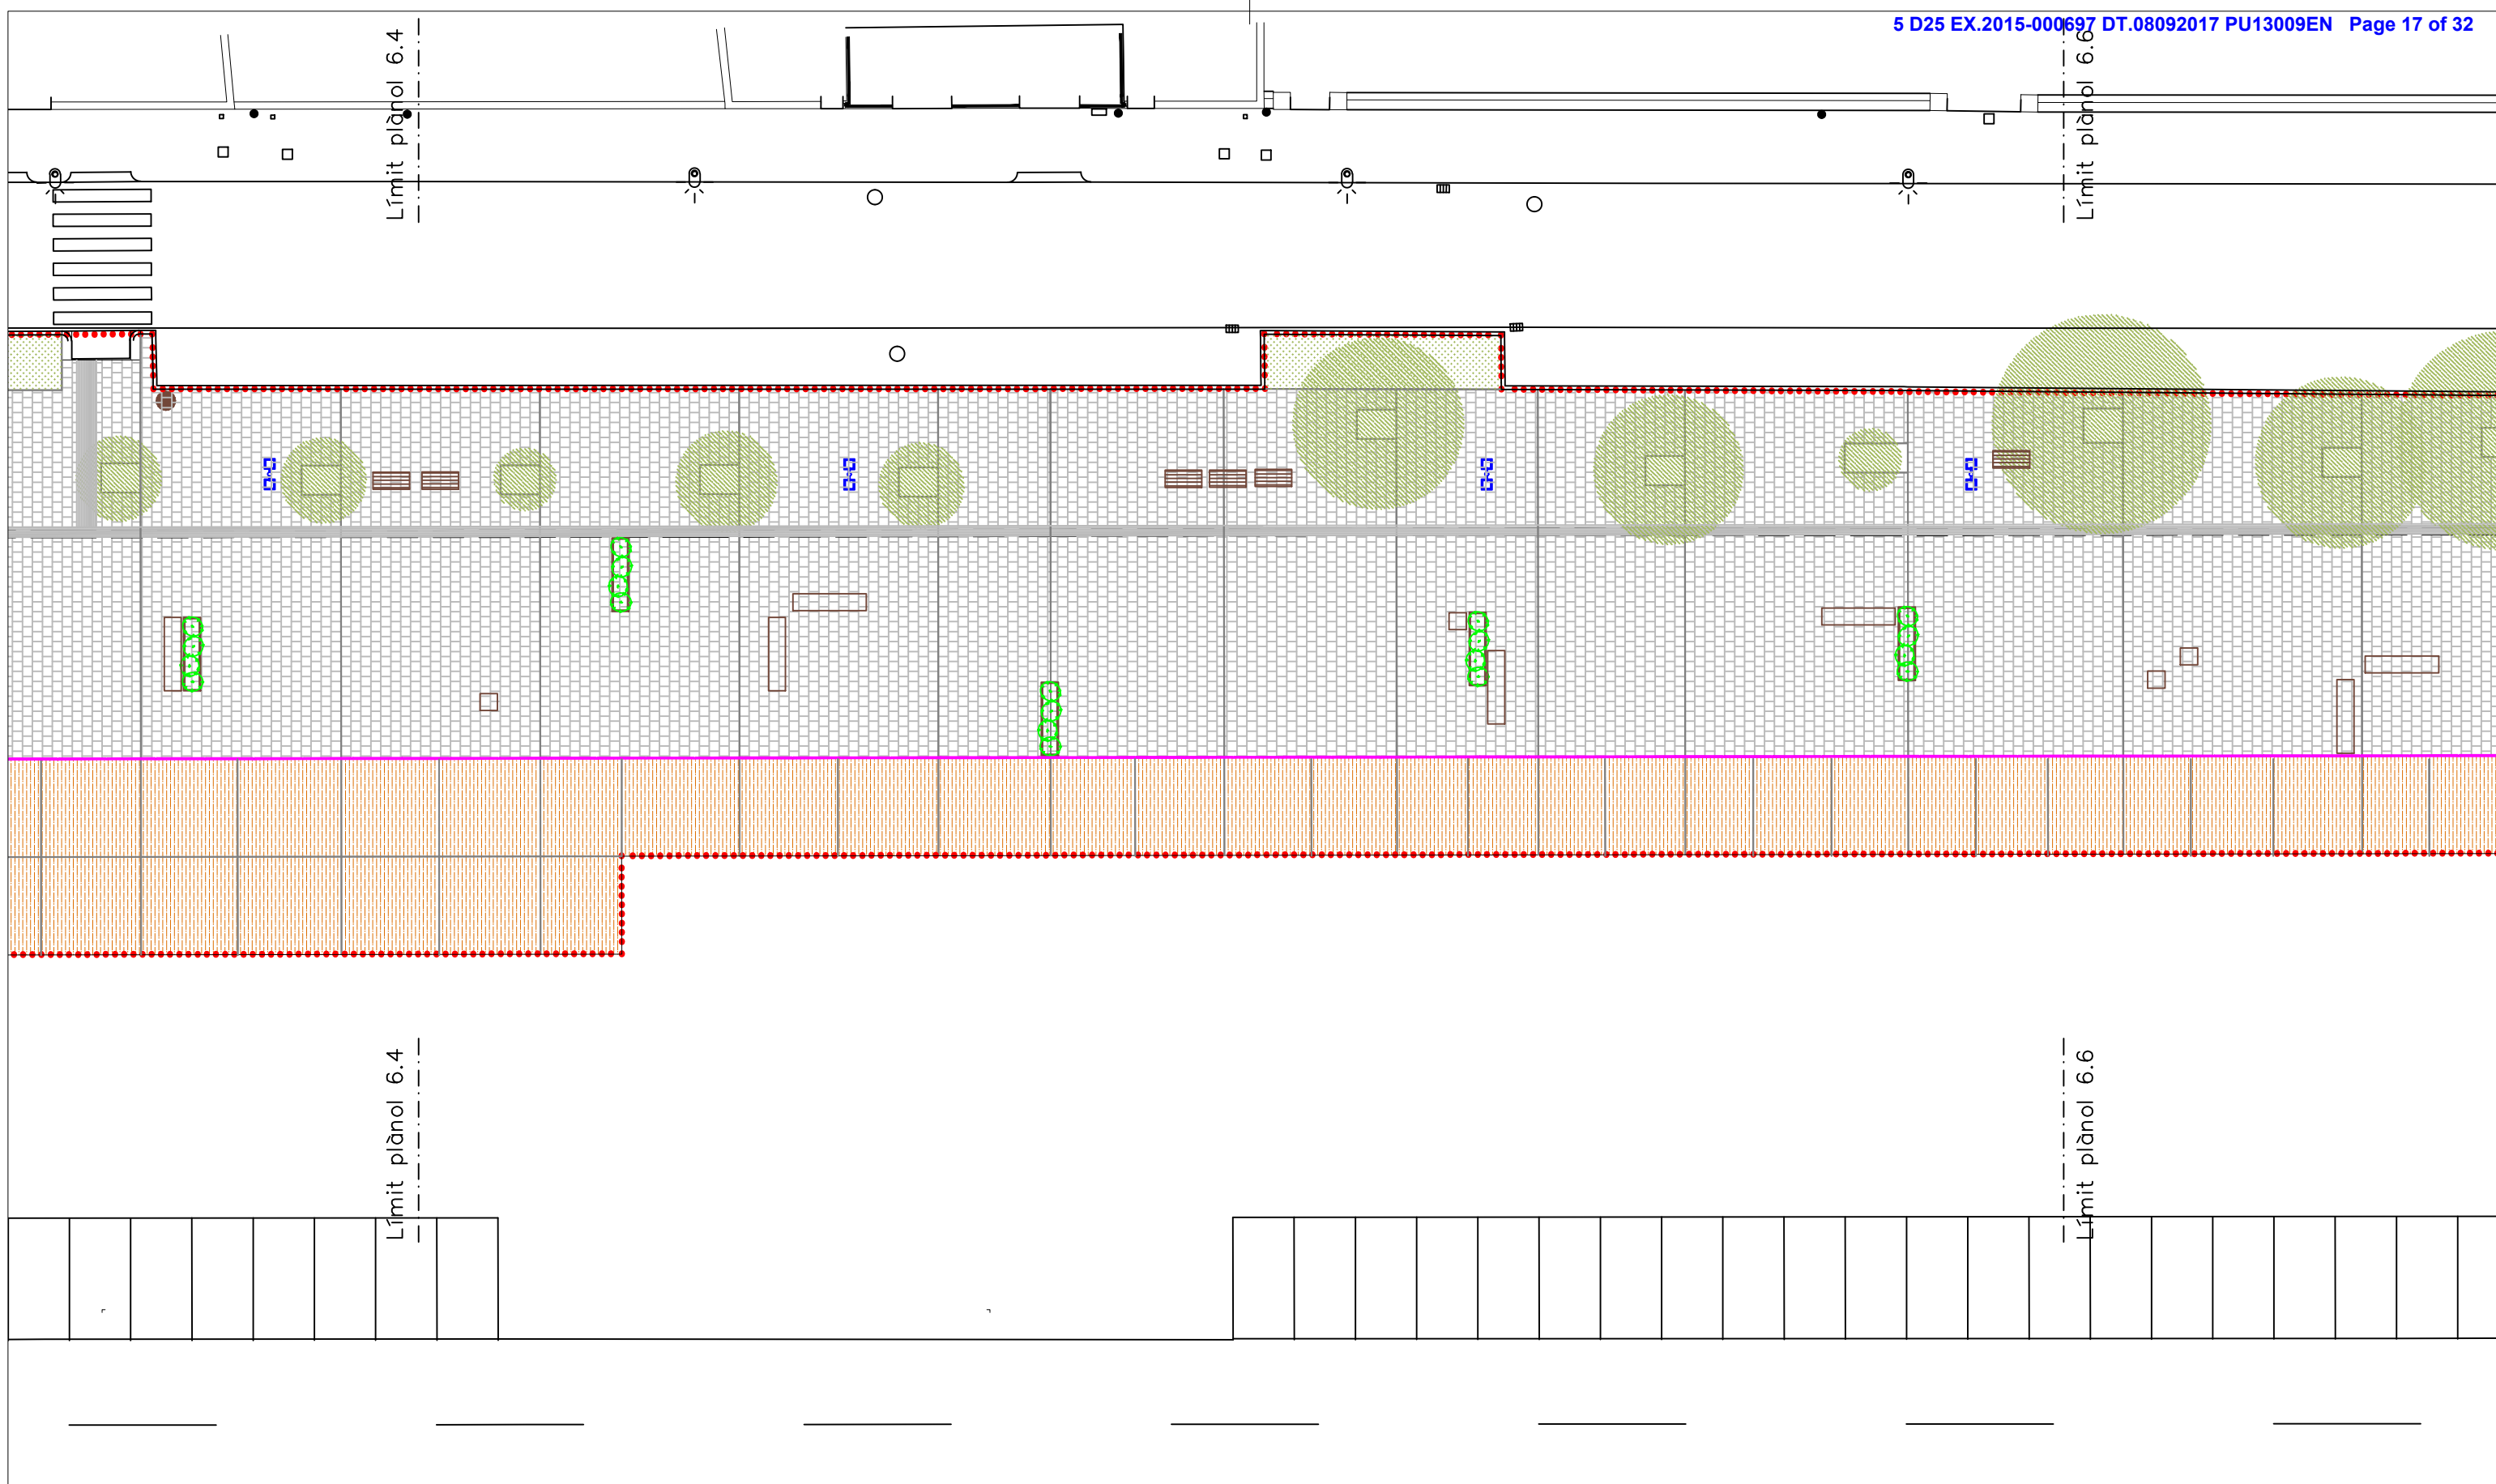 5 D25 EX.2015-000697 DT.08092017 PU13009EN Page 17 of 32
Límit plànol 6.4
Límit plànol 6.6
Límit plànol 6.4
Límit plànol 6.6